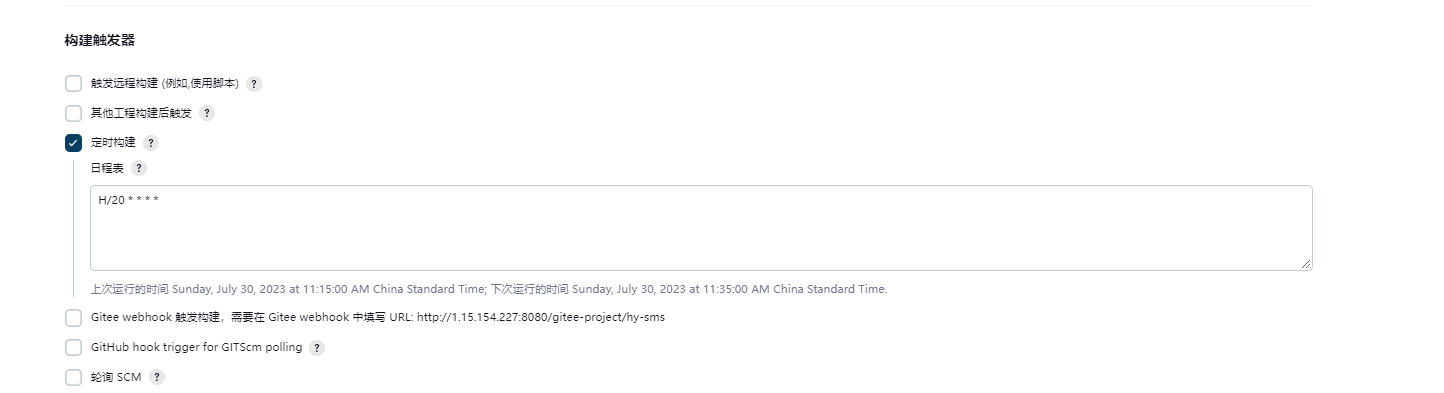 构建触发器
触发远程构建 (例如,使用脚本) ?
其他工程构建后触发 ?
定时构建 ?
日程表 ?
H/20 * * * *
上次运行的时间 Sunday, July 30, 2023 at 11:15:00 AM China Standard Time; 下次运行的时间 Sunday, July 30, 2023 at 11:35:00 AM China Standard Time.
Gitee webhook 触发构建，需要在 Gitee webhook 中填写 URL: http://1.15.154.227:8080/gitee-project/hy-sms
GitHub hook trigger for GITScm polling ?
轮询 SCM ?